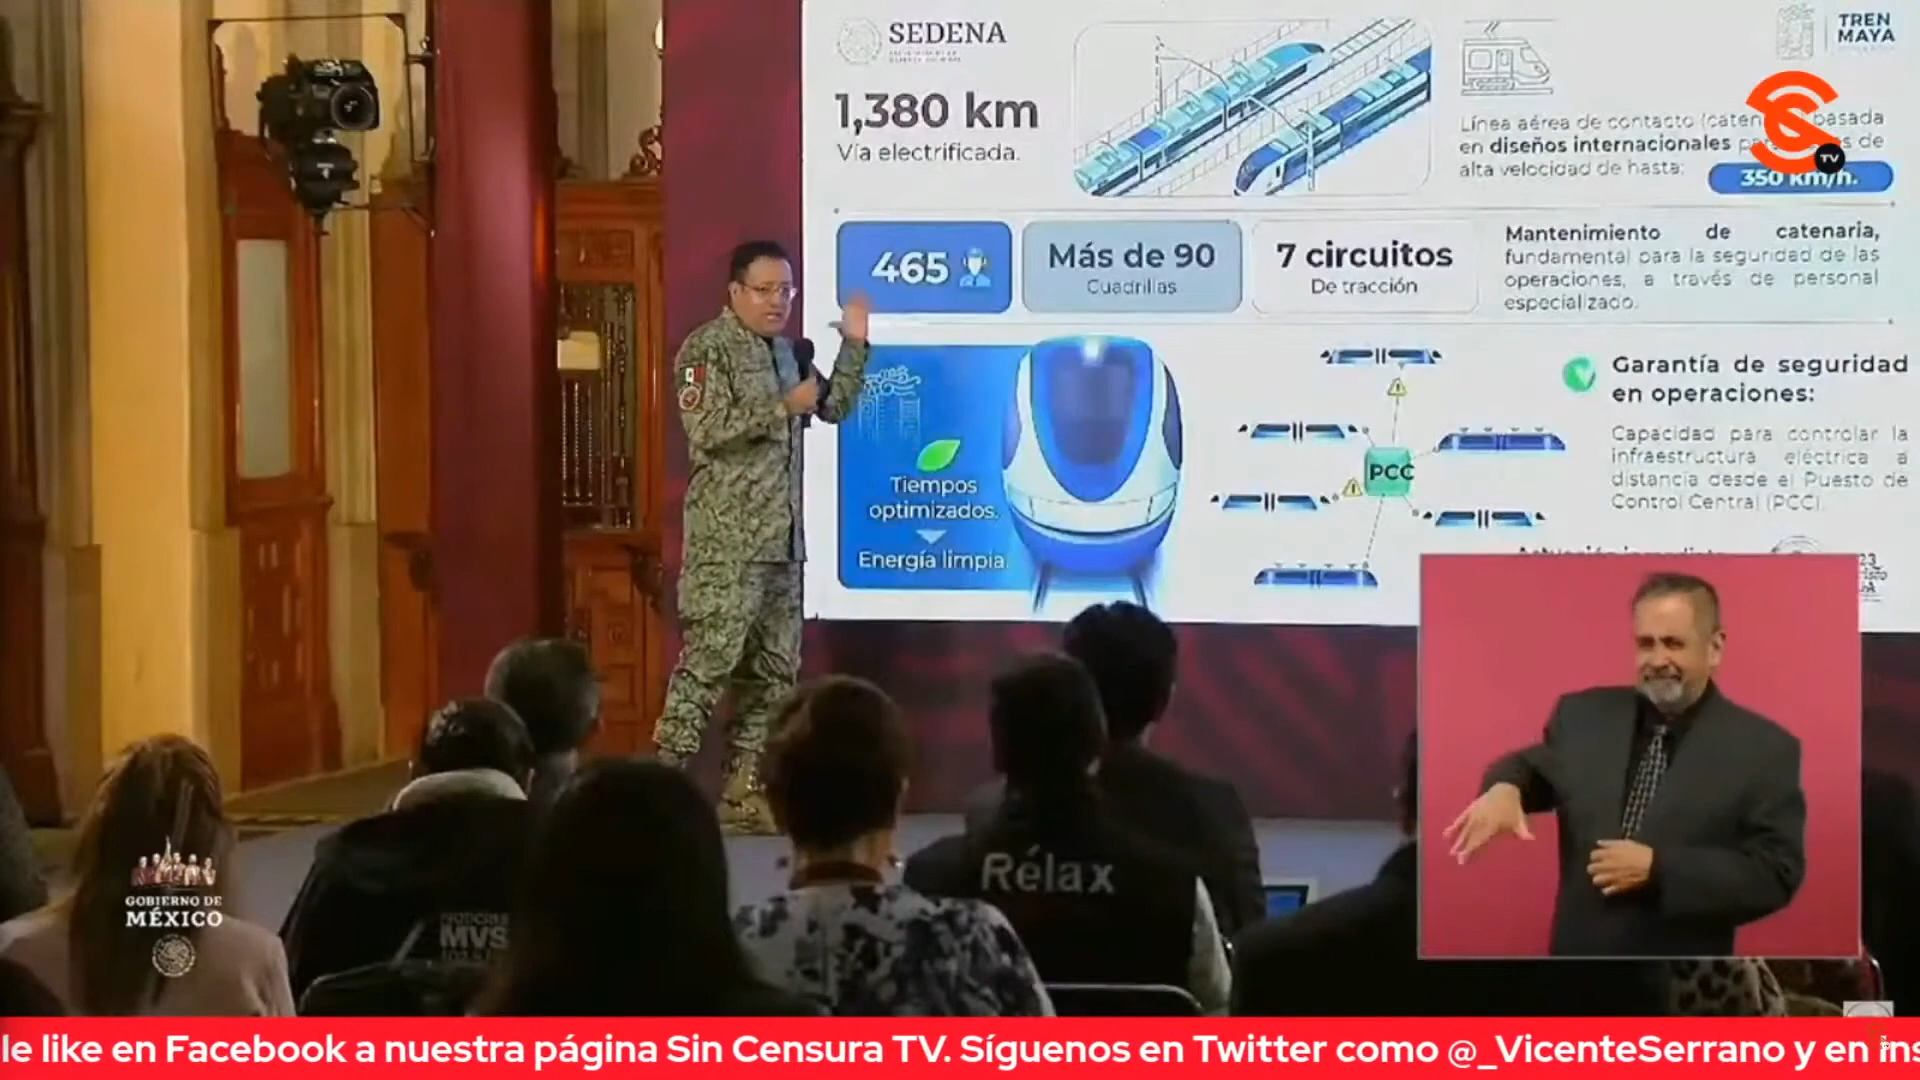 SEDENA
TREN
MAYA
1,380 km
Vía electrificada.
Línea aérea de contacto basada
en diseños internacionales de
alta velocidad de hasta:
350 km/h.
TV
465
Más de 90
Cuadrillas
7 circuitos
De tracción
Mantenimiento de catenaria,
fundamental para la seguridad de las
operaciones, a través de personal
especializado.
Tiempos
optimizados.
Energía limpia.
PCC
Garantía de seguridad
en operaciones:
Capacidad para controlar la
infraestructura eléctrica a
distancia desde el Puesto de
Control Central (PCC).
Rélax
NOTICIAS
MVS
GOBIERNO DE
MÉXICO
le like en Facebook a nuestra página Sin Censura TV. Síguenos en Twitter como @_VicenteSerrano y en ins